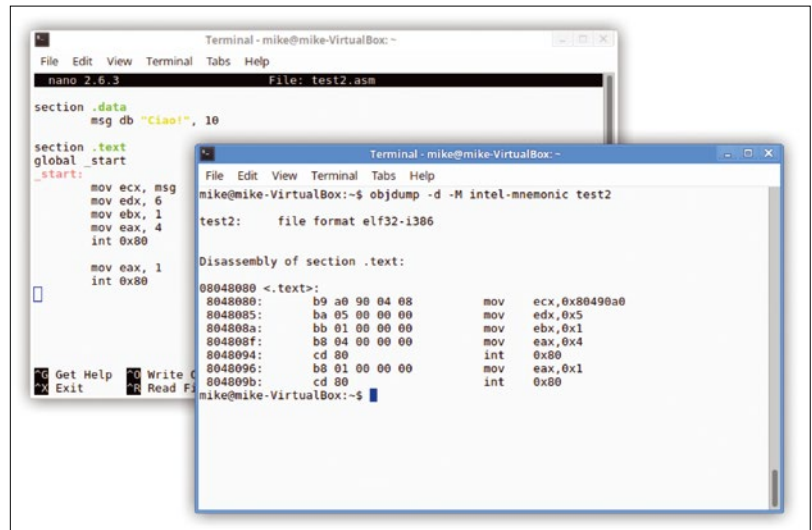 Terminal - mike@mike-VirtualBox: ~
File Edit View Terminal Tabs Help
nano 2.6.3 File: test2.asm
section .data
msg db "Ciao!", 10
section .text
global _start
_start:
mov ecx, msg
mov edx, 6
mov ebx, 1
mov eax, 4
int 0x80
mov eax, 1
int 0x80
^G Get Help ^O Write
^X Exit ^R Read
Terminal - mike@mike-VirtualBox: ~
File Edit View Terminal Tabs Help
mike@mike-VirtualBox:~$ objdump -d -M intel-mnemonic test2
test2: file format elf32-i386
Disassembly of section .text:
08048080 <.text>:
8048080: b9 a0 90 04 08 mov ecx,0x80490a0
8048085: ba 05 00 00 00 mov edx,0x5
804808a: bb 01 00 00 00 mov ebx,0x1
804808f: b8 04 00 00 00 mov eax,0x4
8048094: cd 80 int 0x80
8048096: b8 01 00 00 00 mov eax,0x1
804809b: cd 80 int 0x80
mike@mike-VirtualBox:~$